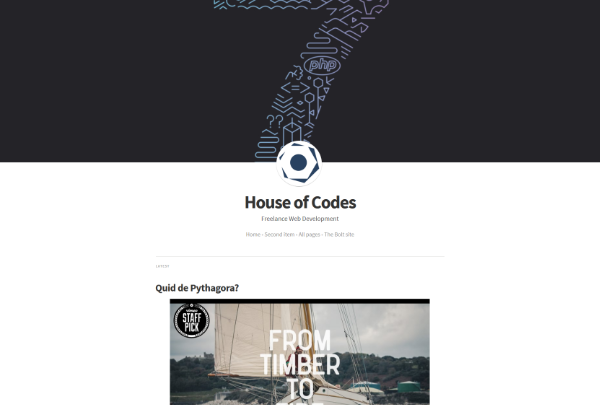 php
??
House of Codes
Freelance Web Development
Home - Second Item - All pages - The Bolt site
Quid de Pythagora?
VIMEO
STAFF
PICK
FROM
TIMBER
TO